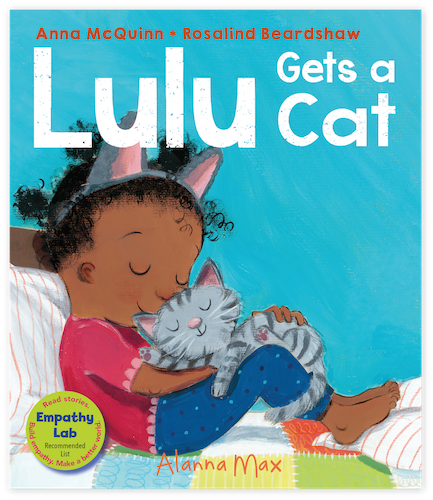 Anna McQuinn • Rosalind Beardshaw
Lulu
Gets a
Cat
Read stories.
Empathy
Lab
Recommended
List
Build empathy. Make a better world.
Alanna Max